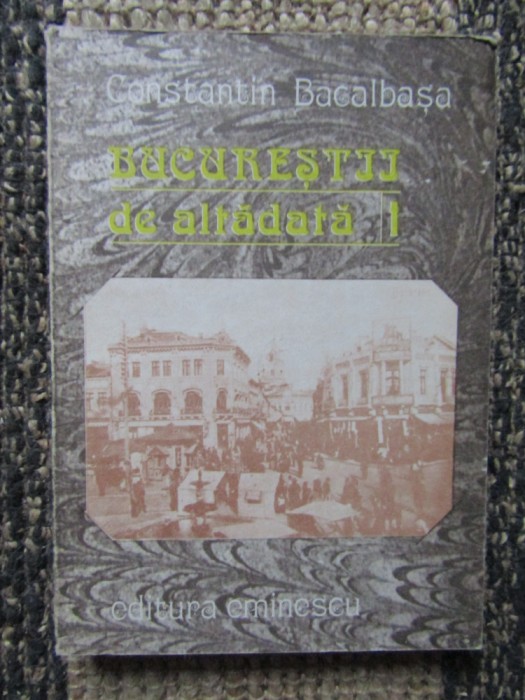 Constantin Bacalbașa
BUCUREȘTII
de altădată I
editura eminescu